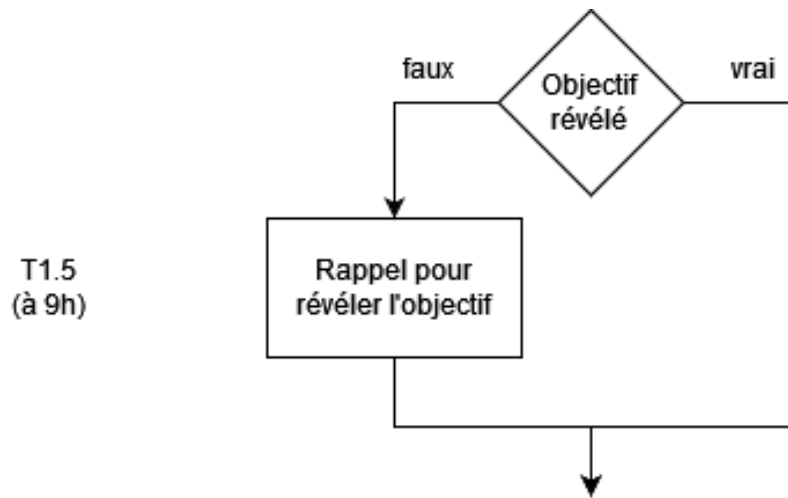 faux
Objectif
révélé
vrai
T1.5
(à 9h)
Rappel pour
révéler l'objectif